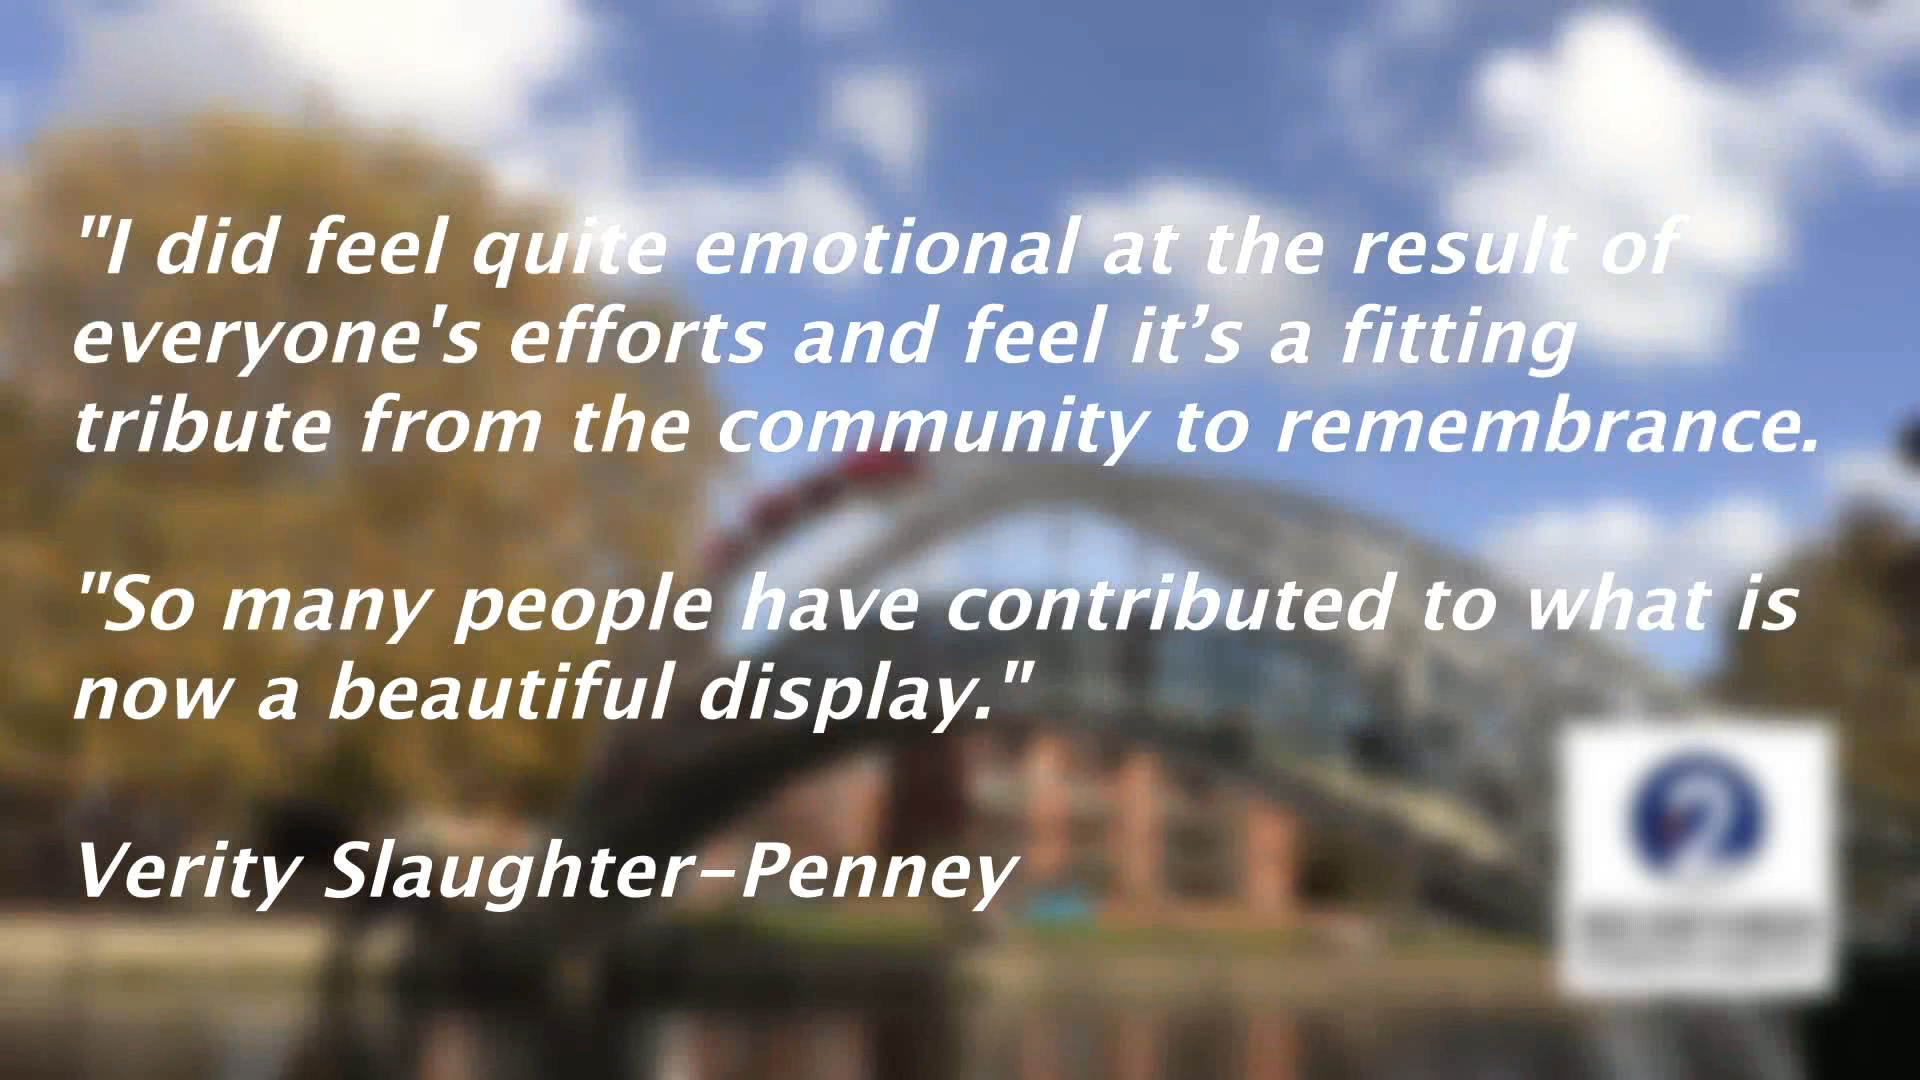 "I did feel quite emotional at the result of
everyone's efforts and feel it’s a fitting
tribute from the community to remembrance.
"So many people have contributed to what is
now a beautiful display."
Verity Slaughter-Penney